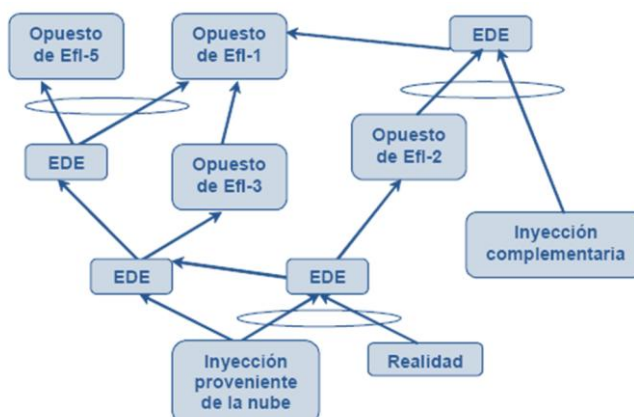 Opuesto
de Efl-5
Opuesto
de Efl-1
EDE
Opuesto
de Efl-2
EDE
Opuesto
de Efl-3
Inyección
complementaria
EDE
EDE
Inyección
proveniente
de la nube
Realidad